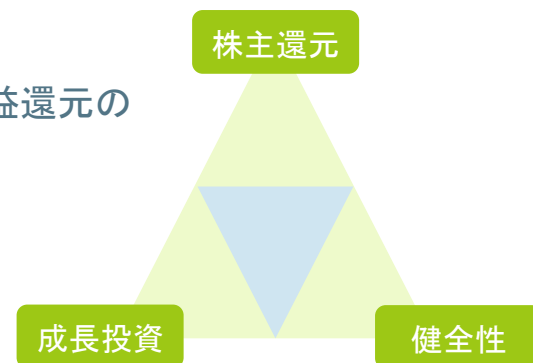 株主還元
益還元の
成長投資
健全性